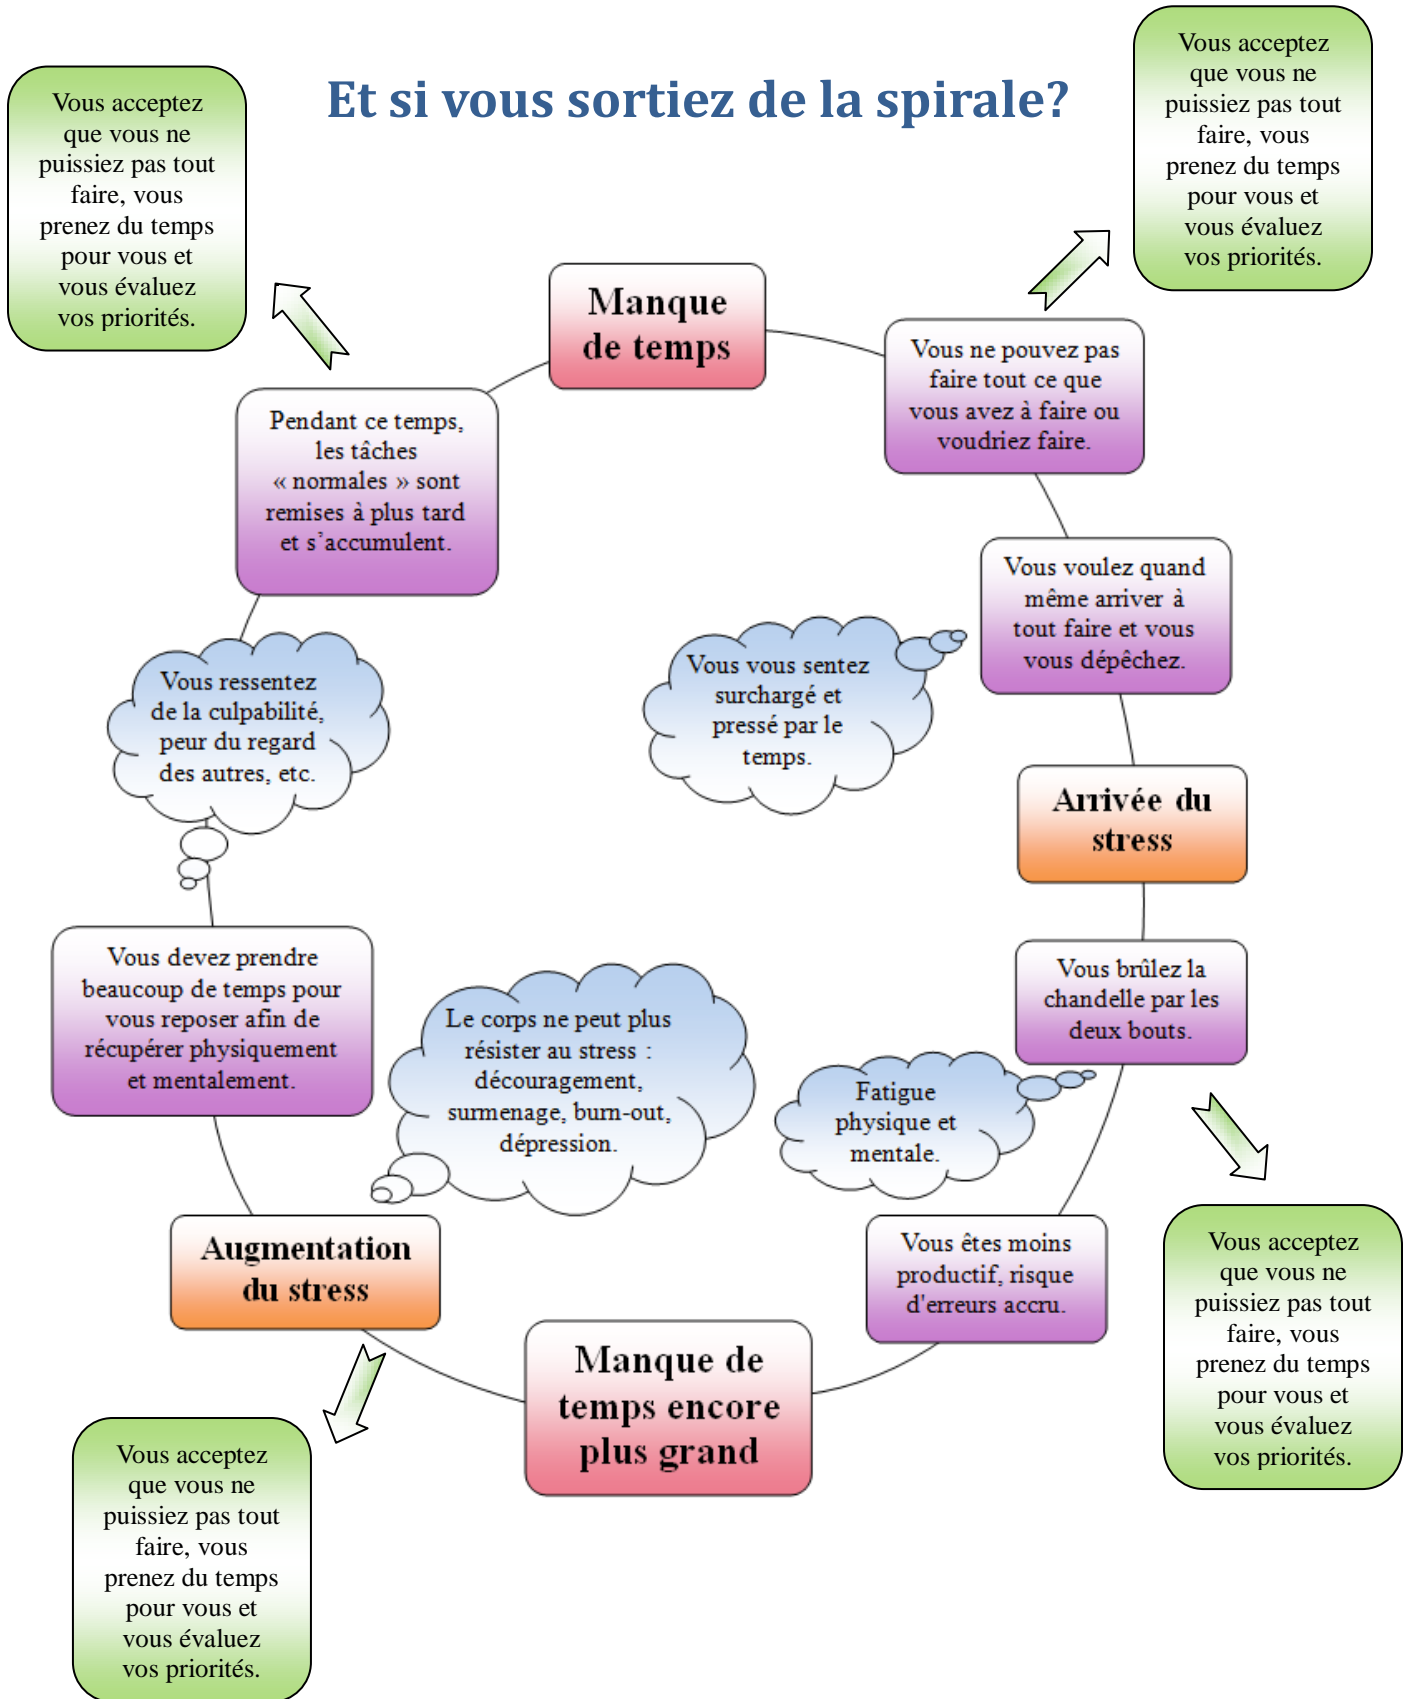 Et si vous sortiez de la spirale?
Vous acceptez
que vous ne
puissiez pas tout
faire, vous
prenez du temps
pour vous et
vous évaluez
vos priorités.
Vous acceptez
que vous ne
puissiez pas tout
faire, vous
prenez du temps
pour vous et
vous évaluez
vos priorités.
Manque
de temps
Vous ne pouvez pas
faire tout ce que
vous avez à faire ou
voudriez faire.
Vous voulez quand
même arriver à
tout faire et vous
vous dépêchez.
Vous vous sentez
surchargé et
pressé par le
temps.
Arrivée du
stress
Vous brûlez la
chandelle par les
deux bouts.
Fatigue
physique et
mentale.
Vous acceptez
que vous ne
puissiez pas tout
faire, vous
prenez du temps
pour vous et
vous évaluez
vos priorités.
Vous êtes moins
productif, risque
d'erreurs accru.
Manque de
temps encore
plus grand
Augmentation
du stress
Le corps ne peut plus
résister au stress :
découragement,
surmenage, burn-out,
dépression.
Vous acceptez
que vous ne
puissiez pas tout
faire, vous
prenez du temps
pour vous et
vous évaluez
vos priorités.
Vous devez prendre
beaucoup de temps pour
vous reposer afin de
récupérer physiquement
et mentalement.
Vous ressentez
de la culpabilité,
peur du regard
des autres, etc.
Pendant ce temps,
les tâches
« normales » sont
remises à plus tard
et s'accumulent.